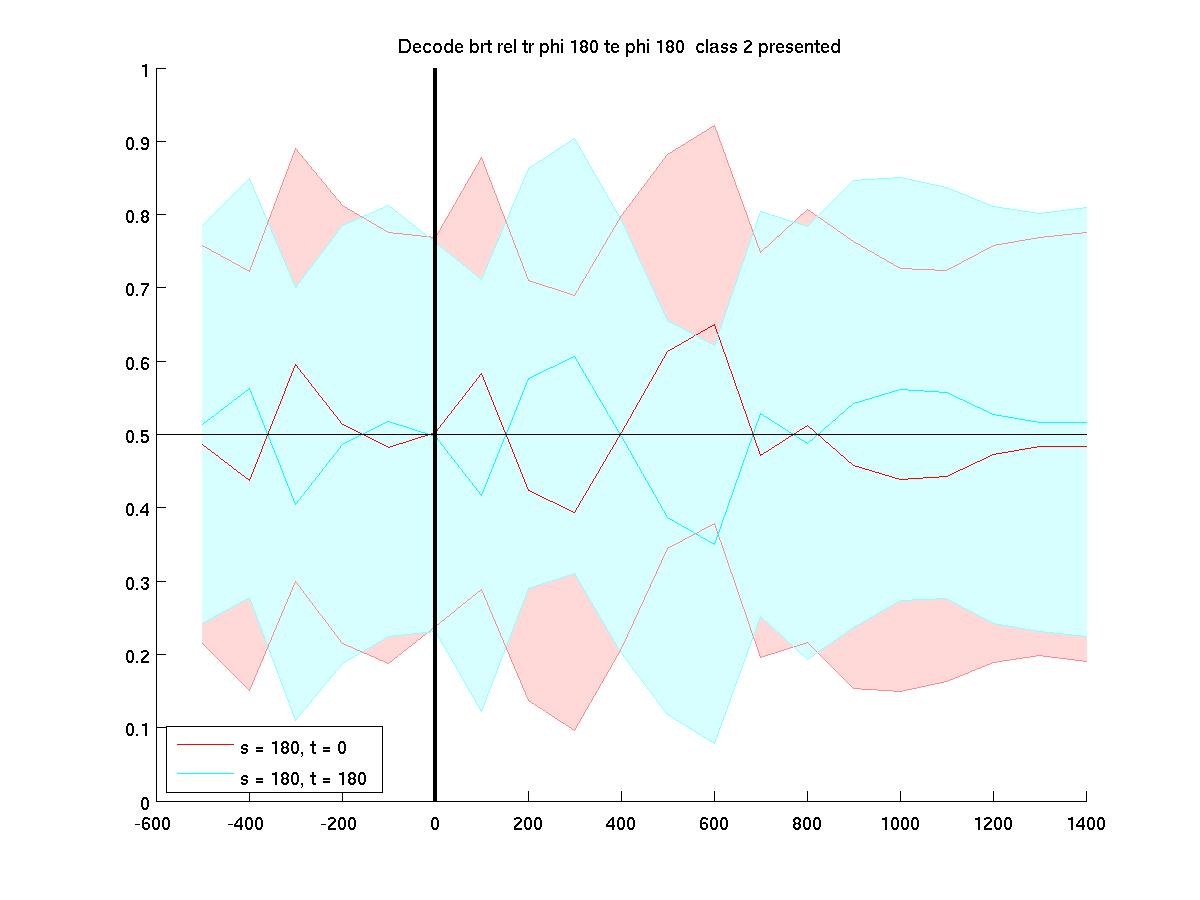 Decode brt rel tr phi 180 te phi 180  class 2 presented
1
0.9
0.8
0.7
0.6
0.5
0.4
0.3
0.2
0.1
0
s = 180, t = 0
s = 180, t = 180
-600 -400 -200 0 200 400 600 800 1000 1200 1400